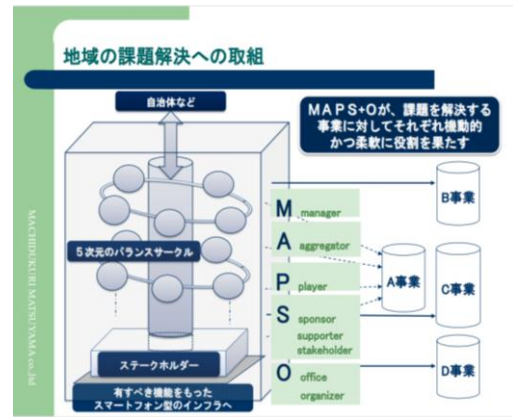 地域の課題解決への取組
自治体など
MAPS+Oが、課題を解決する
事業に対してそれぞれ機動的
かつ柔軟に役割を果たす
M manager
A aggregator
P player
S sponsor
supporter
stakeholder
O office
organizer
B事業
A事業
C事業
D事業
5次元のバランスサークル
ステークホルダー
有すべき機能をもった
スマートフォン型のインフラへ
MACHIDUKURI MATSUYAMA co.,ltd